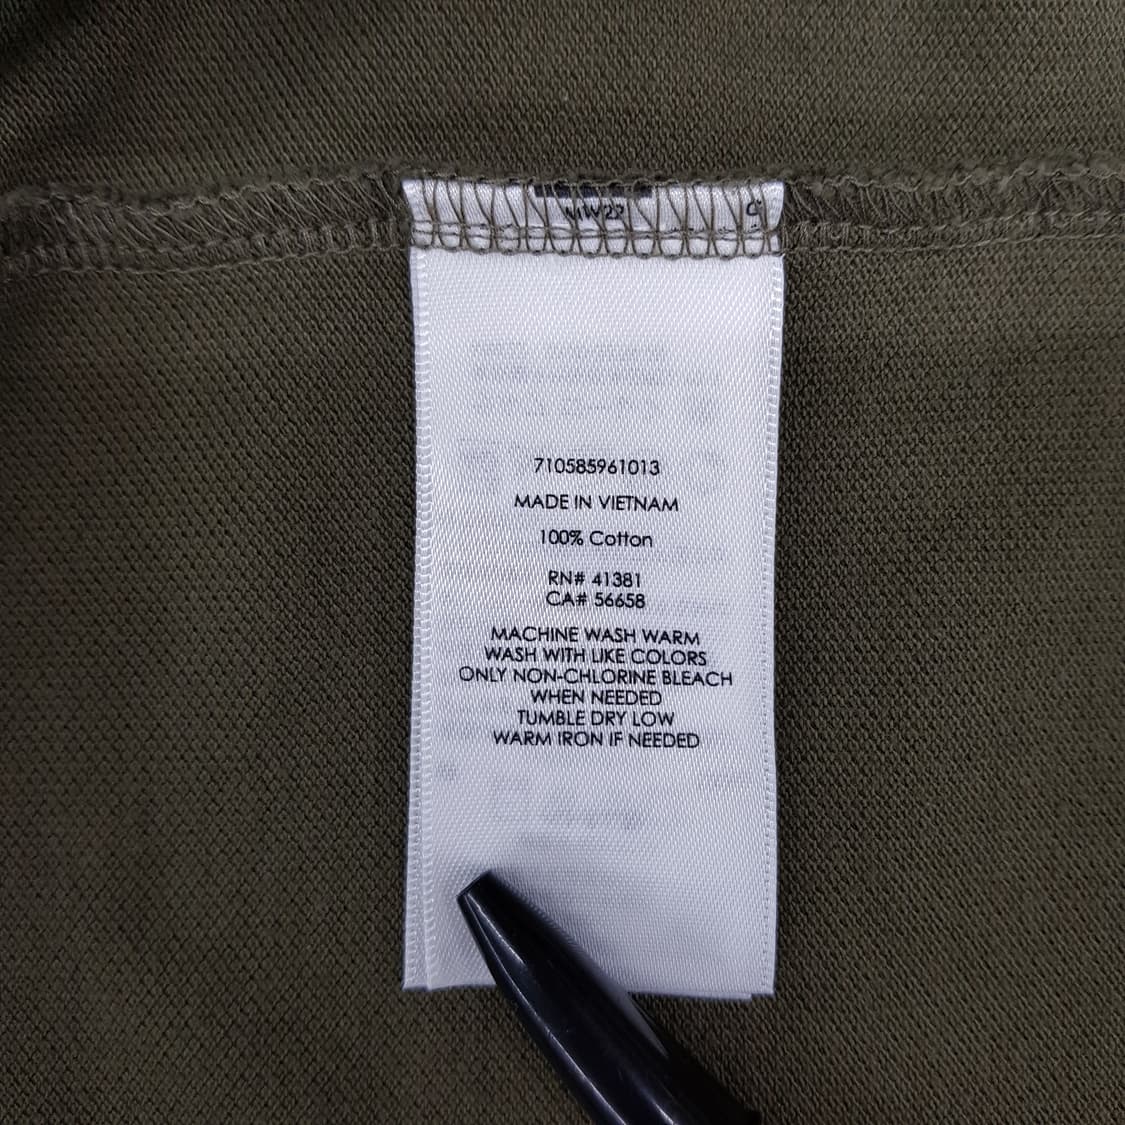 MW22
C
710585961013
MADE IN VIETNAM
100% Cotton
RN# 41381
CA# 56658
MACHINE WASH WARM
WASH WITH LIKE COLORS
ONLY NON-CHLORINE BLEACH
WHEN NEEDED
TUMBLE DRY LOW
WARM IRON IF NEEDED